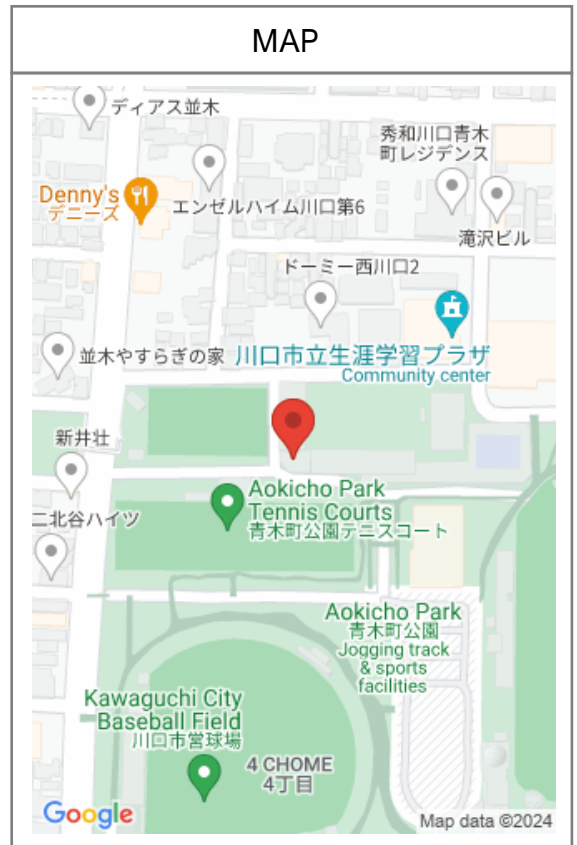 MAP
ディアス並木
秀和川口青木
町レジデンス
Denny's
デニーズ
エンゼルハイム川口第6
滝沢ビル
ドーミー西川口2
並木やすらぎの家
川口市立生涯学習プラザ
Community center
新井荘
Aokicho Park
Tennis Courts
青木町公園テニスコート
二北谷ハイツ
Aokicho Park
青木町公園
Jogging track
& sports
facilities
Kawaguchi City
Baseball Field
川口市営球場
4 CHOME
4丁目
Google
Map data ©2024